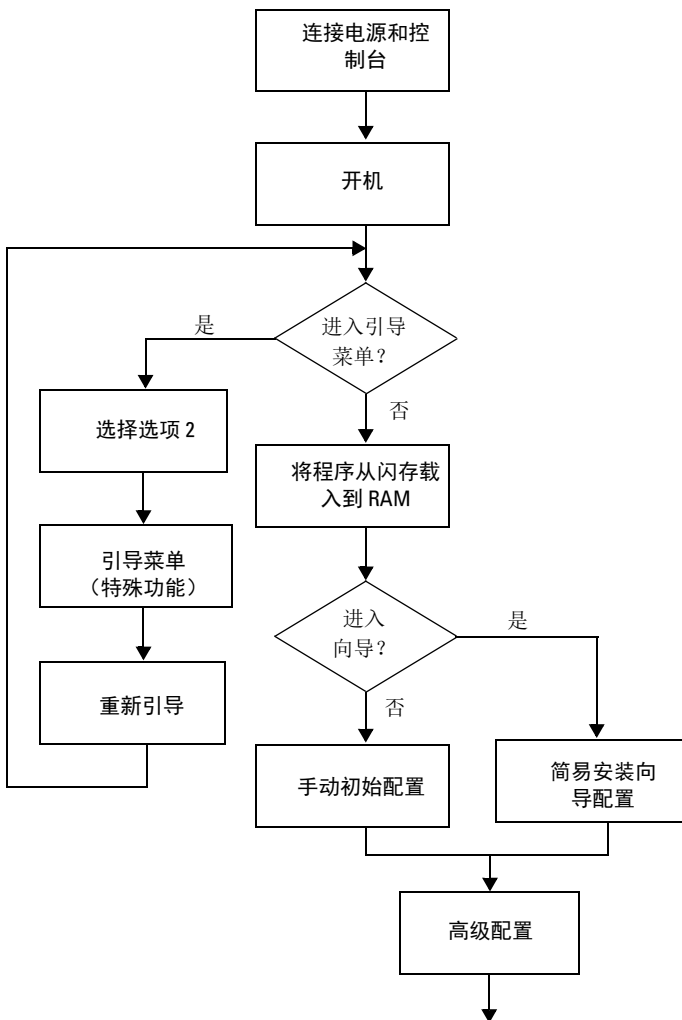 连接电源和控
制台
开机
进入引导
菜单？
是
否
选择选项 2
将程序从闪存载
入到 RAM
引导菜单
（特殊功能）
进入
向导？
是
否
重新引导
手动初始配置
简易安装向
导配置
高级配置